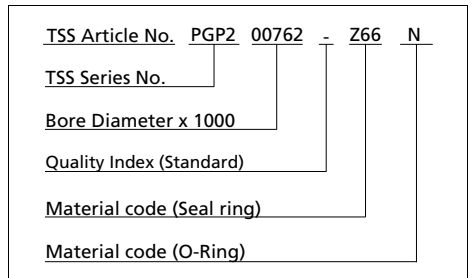 TSS Article No. PGP2 00762 - Z66 N
TSS Series No.
Bore Diameter x 1000
Quality Index (Standard)
Material code (Seal ring)
Material code (O-Ring)